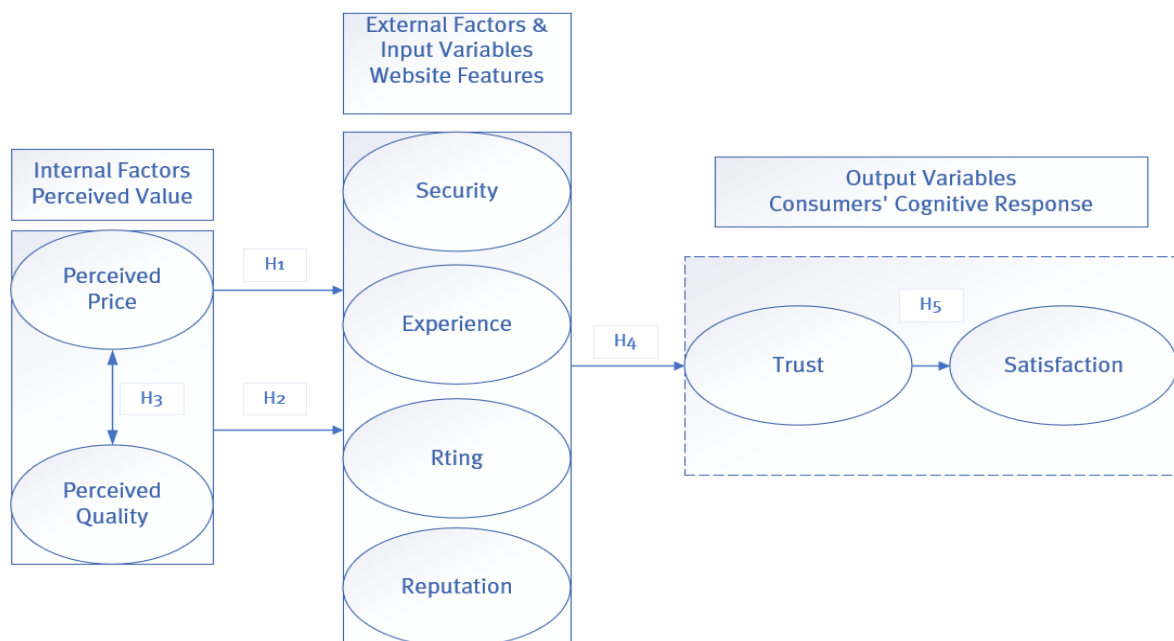 External Factors &
Input Variables
Website Features
Internal Factors
Perceived Value
Output Variables
Consumers' Cognitive Response
Security
Perceived
Price
H1
Experience
H3
H2
H4
Trust
H5
Satisfaction
Rting
Perceived
Quality
Reputation